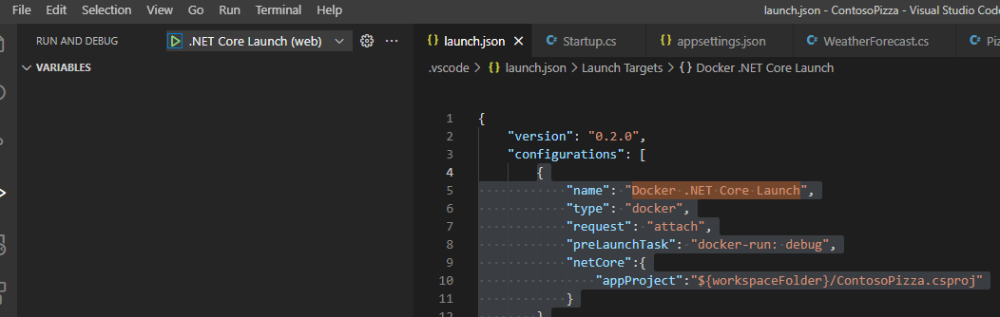 File Edit Selection View Go Run Terminal Help launch.json - ContosoPizza - Visual Studio Code
RUN AND DEBUG .NET Core Launch (web) ...
launch.json Startup.cs appsettings.json WeatherForecast.cs
VARIABLES
.vscode > launch.json > Launch Targets > {} Docker .NET Core Launch
1 {
2 "version": "0.2.0",
3 "configurations": [
4 {
5 "name": "Docker .NET Core Launch",
6 "type": "docker",
7 "request": "attach",
8 "preLaunchTask": "docker-run: debug",
9 "netCore":{
10 "appProject":"${workspaceFolder}/ContosoPizza.csproj"
11 }
12 }